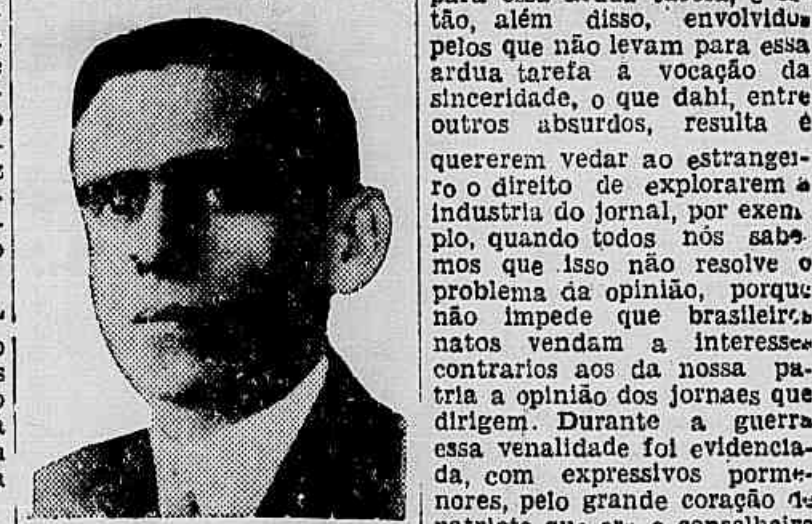 tão, além disso, envolvidos
pelos que não levam para essa
ardua tarefa a vocação da
sinceridade, o que dahi, entre
outros absurdos, resulta é
quererem vedar ao estrangei-
ro o direito de explorarem a
industria do jornal, por exem
plo, quando todos nós sabe-
mos que isso não resolve o
problema da opinião, porque
não impede que brasileiros
natos vendam a interesses
contrarios aos da nossa pa-
tria a opinião dos jornaes que
dirigem. Durante a guerra
essa venalidade foi evidencia-
da, com expressivos porme-
nores, pelo grande coração de